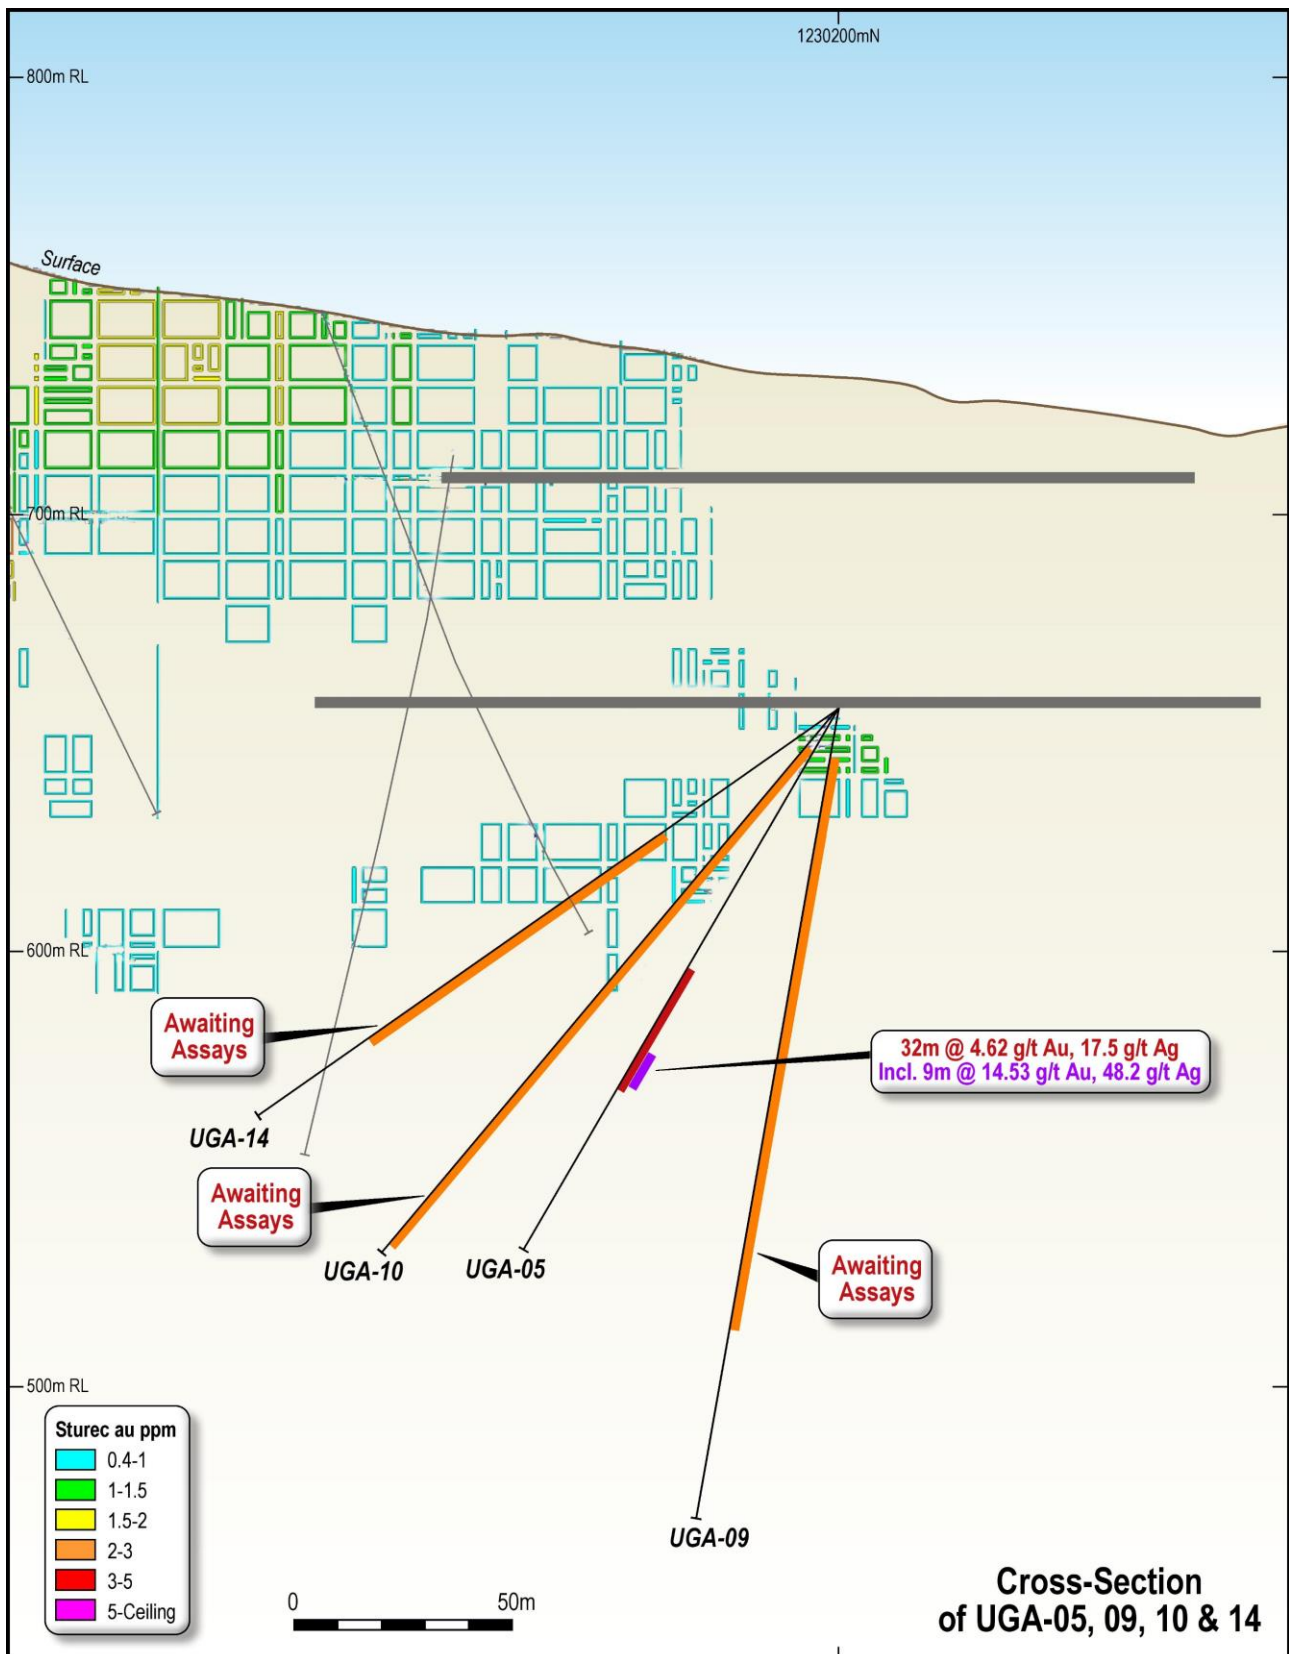 1230200mN
800m RL
Surface
700m RL
600m RL
Awaiting
Assays
32m @ 4.62 g/t Au, 17.5 g/t Ag
Incl. 9m @ 14.53 g/t Au, 48.2 g/t Ag
UGA-14
Awaiting
Assays
UGA-10
UGA-05
Awaiting
Assays
500m RL
Sturec au ppm
0.4-1
1-1.5
1.5-2
2-3
3-5
5-Ceiling
0
50m
UGA-09
Cross-Section
of UGA-05, 09, 10 & 14